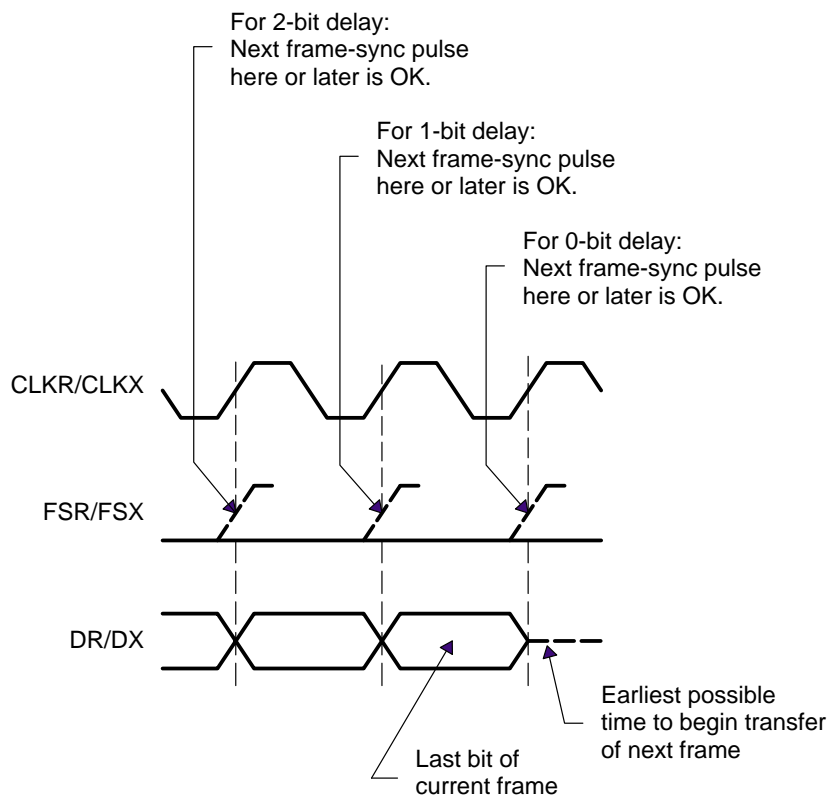 For 2-bit delay:
Next frame-sync pulse
here or later is OK.
For 1-bit delay:
Next frame-sync pulse
here or later is OK.
For 0-bit delay:
Next frame-sync pulse
here or later is OK.
CLKR/CLKX
FSR/FSX
DR/DX
Earliest possible
time to begin transfer
of next frame
Last bit of
current frame